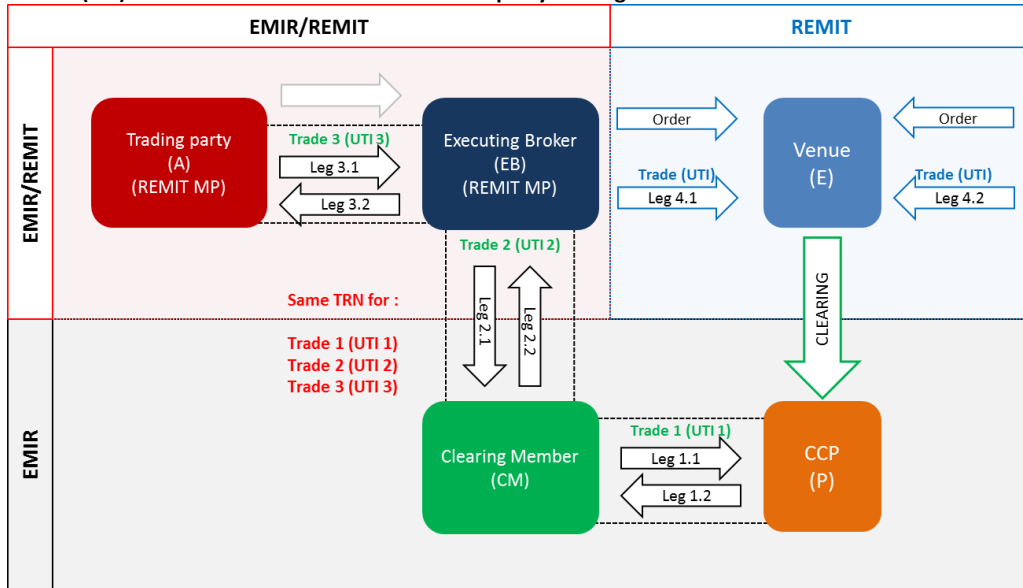 EMIR/REMIT
REMIT
EMIR/REMIT
Trading party
(A)
(REMIT MP)
Trade 3 (UTI 3)
Leg 3.1
Leg 3.2
Executing Broker
(EB)
(REMIT MP)
Order
Trade (UTI)
Leg 4.1
Venue
(E)
Order
Trade (UTI)
Leg 4.2
Trade 2 (UTI 2)
Leg 2.1
Leg 2.2
CLEARING
Same TRN for :
Trade 1 (UTI 1)
Trade 2 (UTI 2)
Trade 3 (UTI 3)
EMIR
Clearing Member
(CM)
Trade 1 (UTI 1)
Leg 1.1
Leg 1.2
CCP
(P)